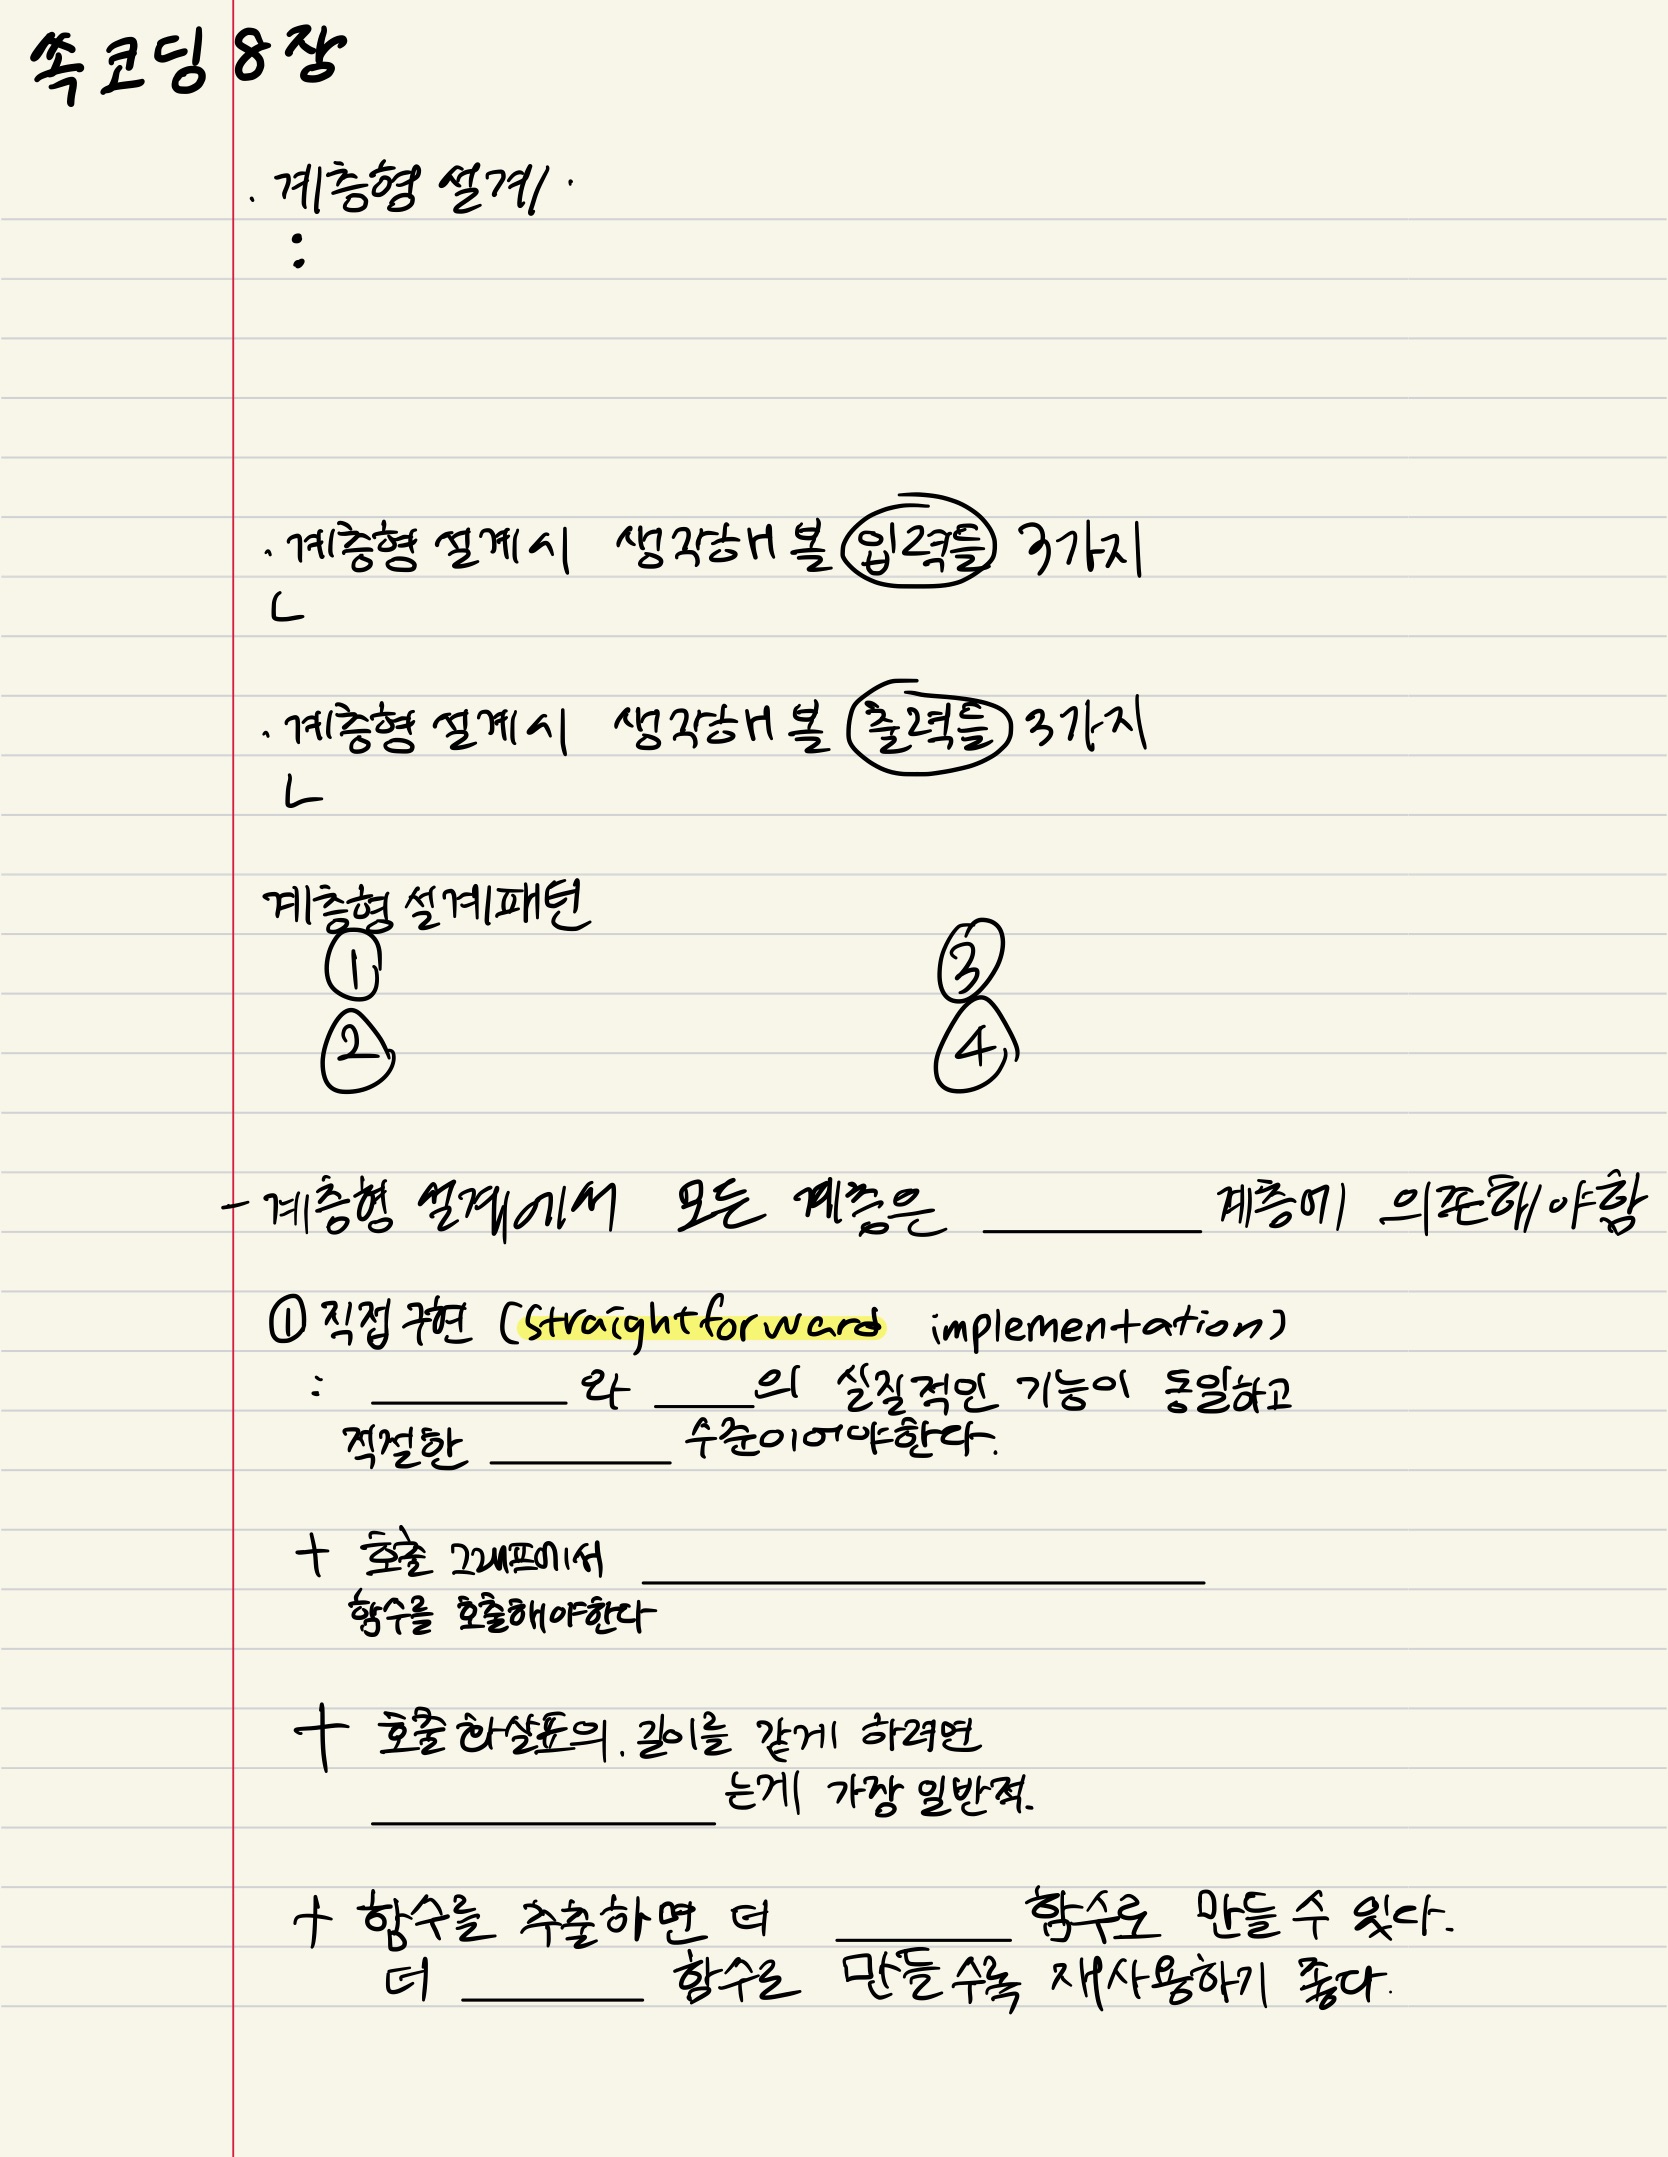 쏙코딩 8장
· 계층형 설계 ·
:
· 계층형 설계시 생각해 볼 입력들 3가지
ㄴ
· 계층형 설계시 생각해 볼 출력들 3가지
ㄴ
계층형 설계패턴
① ③
② ④
- 계층형 설계에서 모든 계층은 ______ 계층에 의존해야함
① 직접구현 (straightforward implementation)
: ______ 와 ____의 실질적인 기능이 동일하고
적절한 ______ 수준이어야한다.
+ 호출 그래프에서 ______
함수를 호출해야한다
+ 호출 화살표의. 길이를 같게 하려면
______ 는게 가장 일반적.
+ 함수를 추출하면 더 ______ 함수로 만들 수 있다.
더 ______ 함수로 만들수록 재사용하기 좋다.